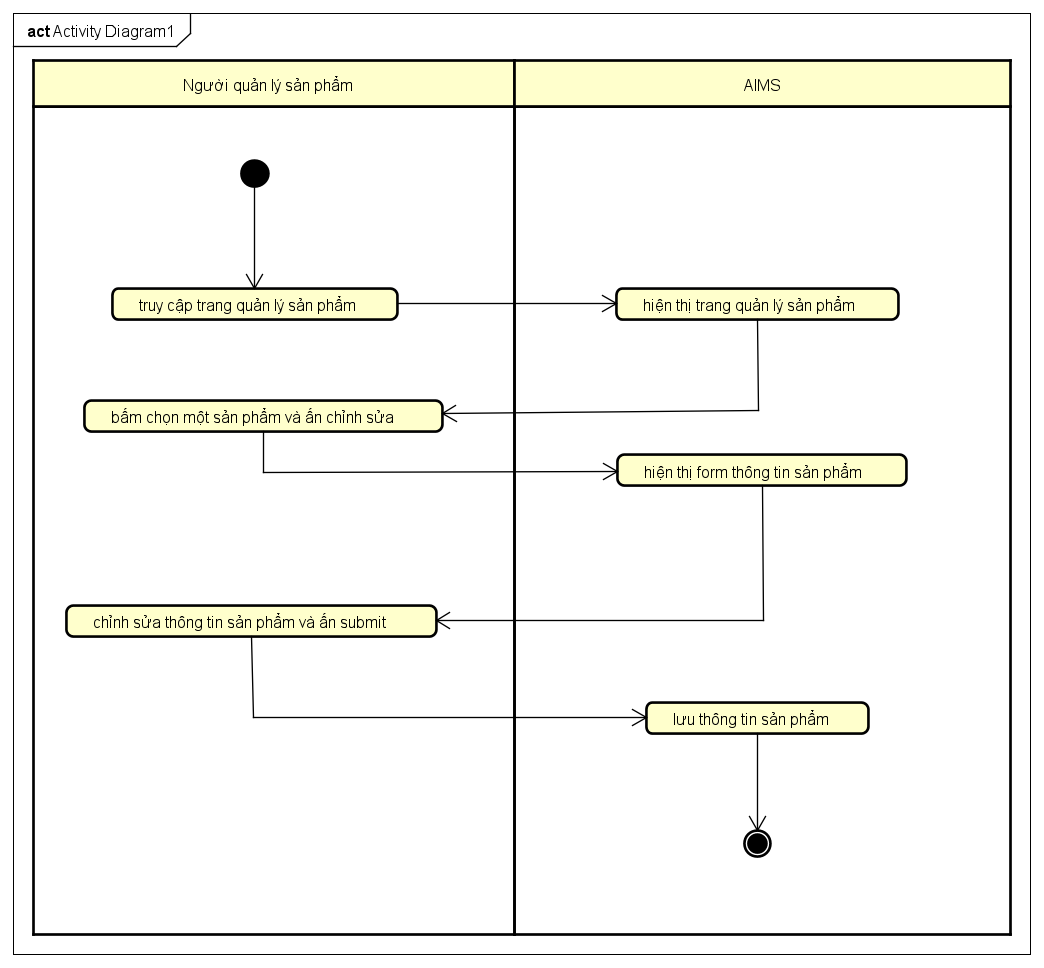 act Activity Diagram1
Người quản lý sản phẩm
AIMS
truy cập trang quản lý sản phẩm
hiện thị trang quản lý sản phẩm
bấm chọn một sản phẩm và ấn chỉnh sửa
hiện thị form thông tin sản phẩm
chỉnh sửa thông tin sản phẩm và ấn submit
lưu thông tin sản phẩm